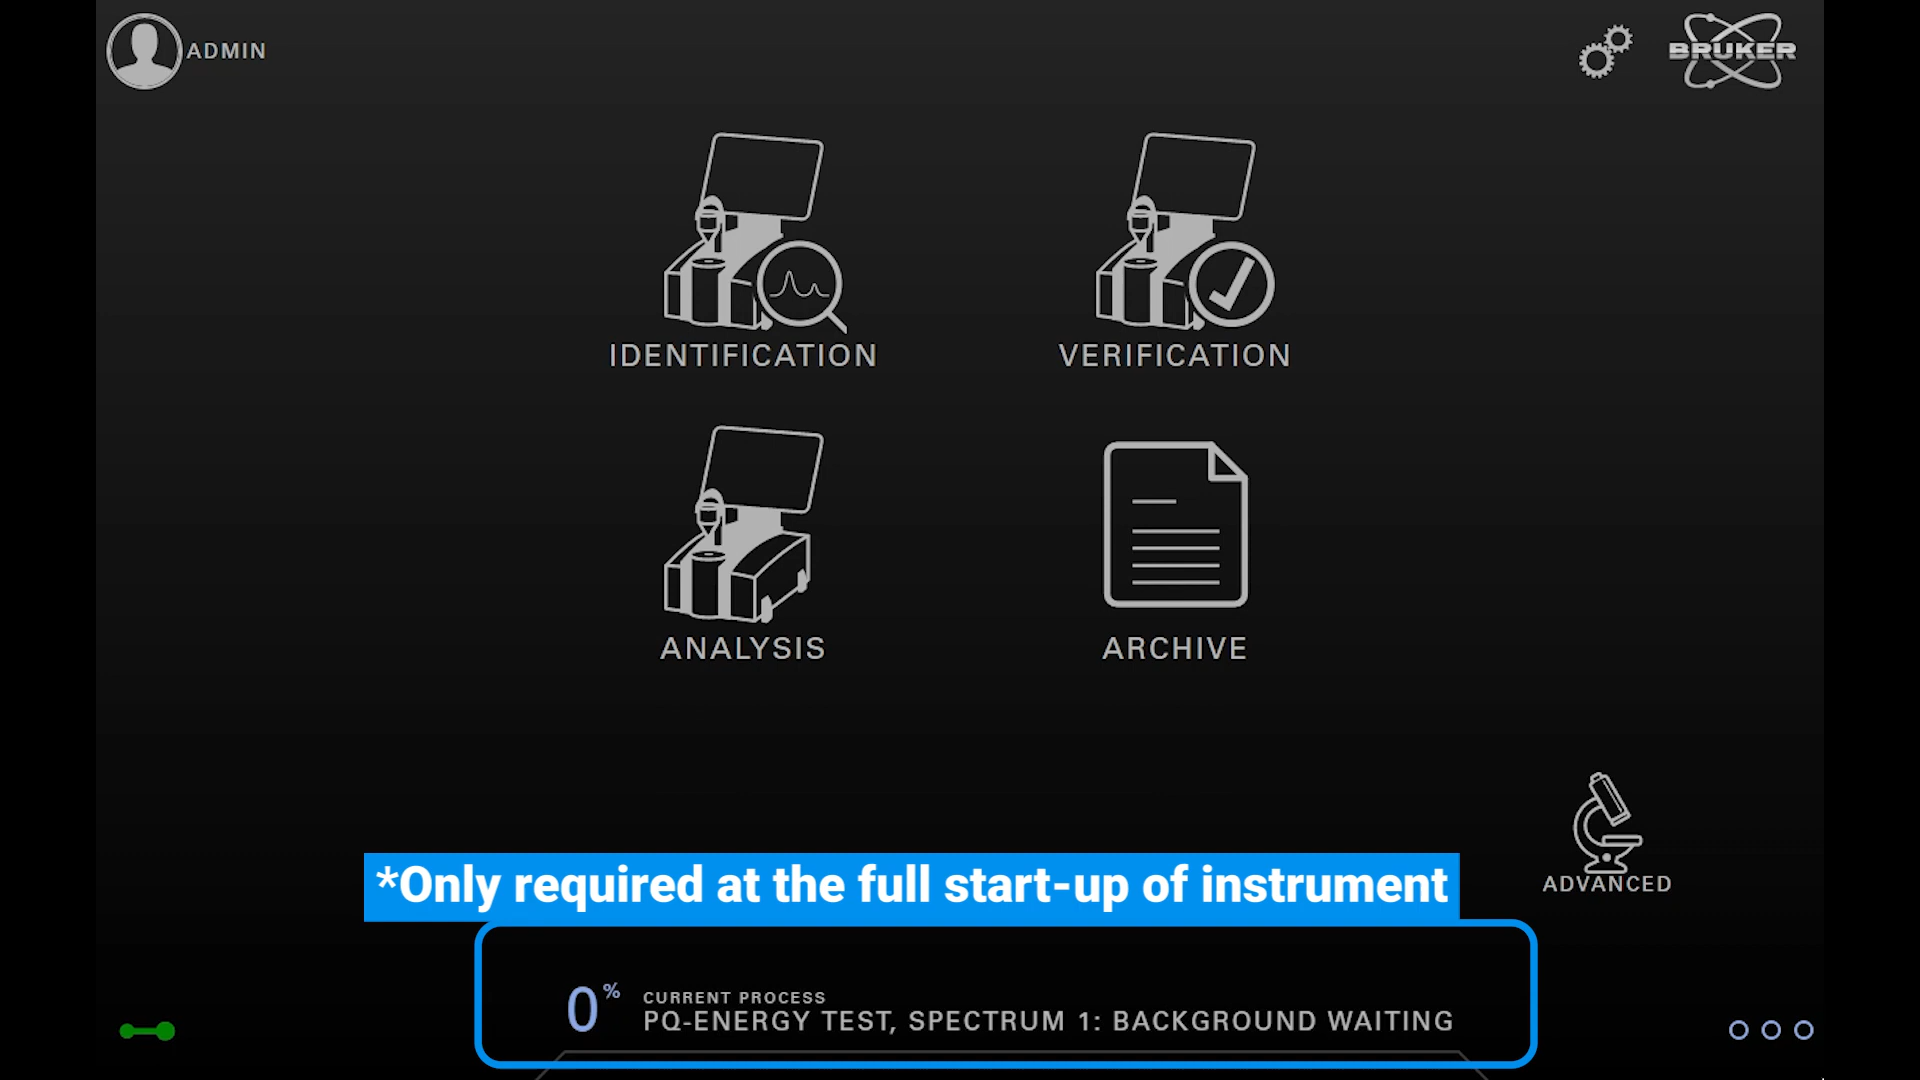 ADMIN
BRUKER
IDENTIFICATION
VERIFICATION
ANALYSIS
ARCHIVE
ADVANCED
*Only required at the full start-up of instrument
0%
CURRENT PROCESS
PQ-ENERGY TEST, SPECTRUM 1: BACKGROUND WAITING